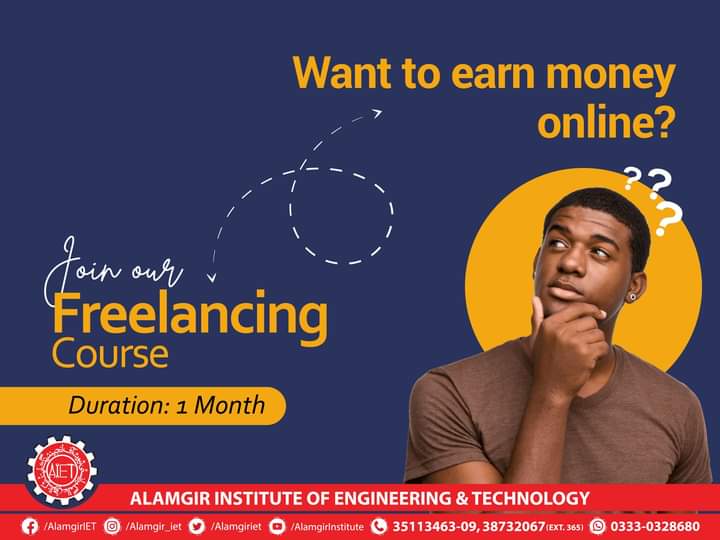 Want to earn money
online?
???
Join our
Freelancing
Course
Duration: 1 Month
AIET
ALAMGIR INSTITUTE OF ENGINEERING & TECHNOLOGY
/AlamgirIET /Alamgir_iet /Alamgiriet /AlamgirInstitute 35113463-09, 38732067 (EXT. 365) 0333-0328680